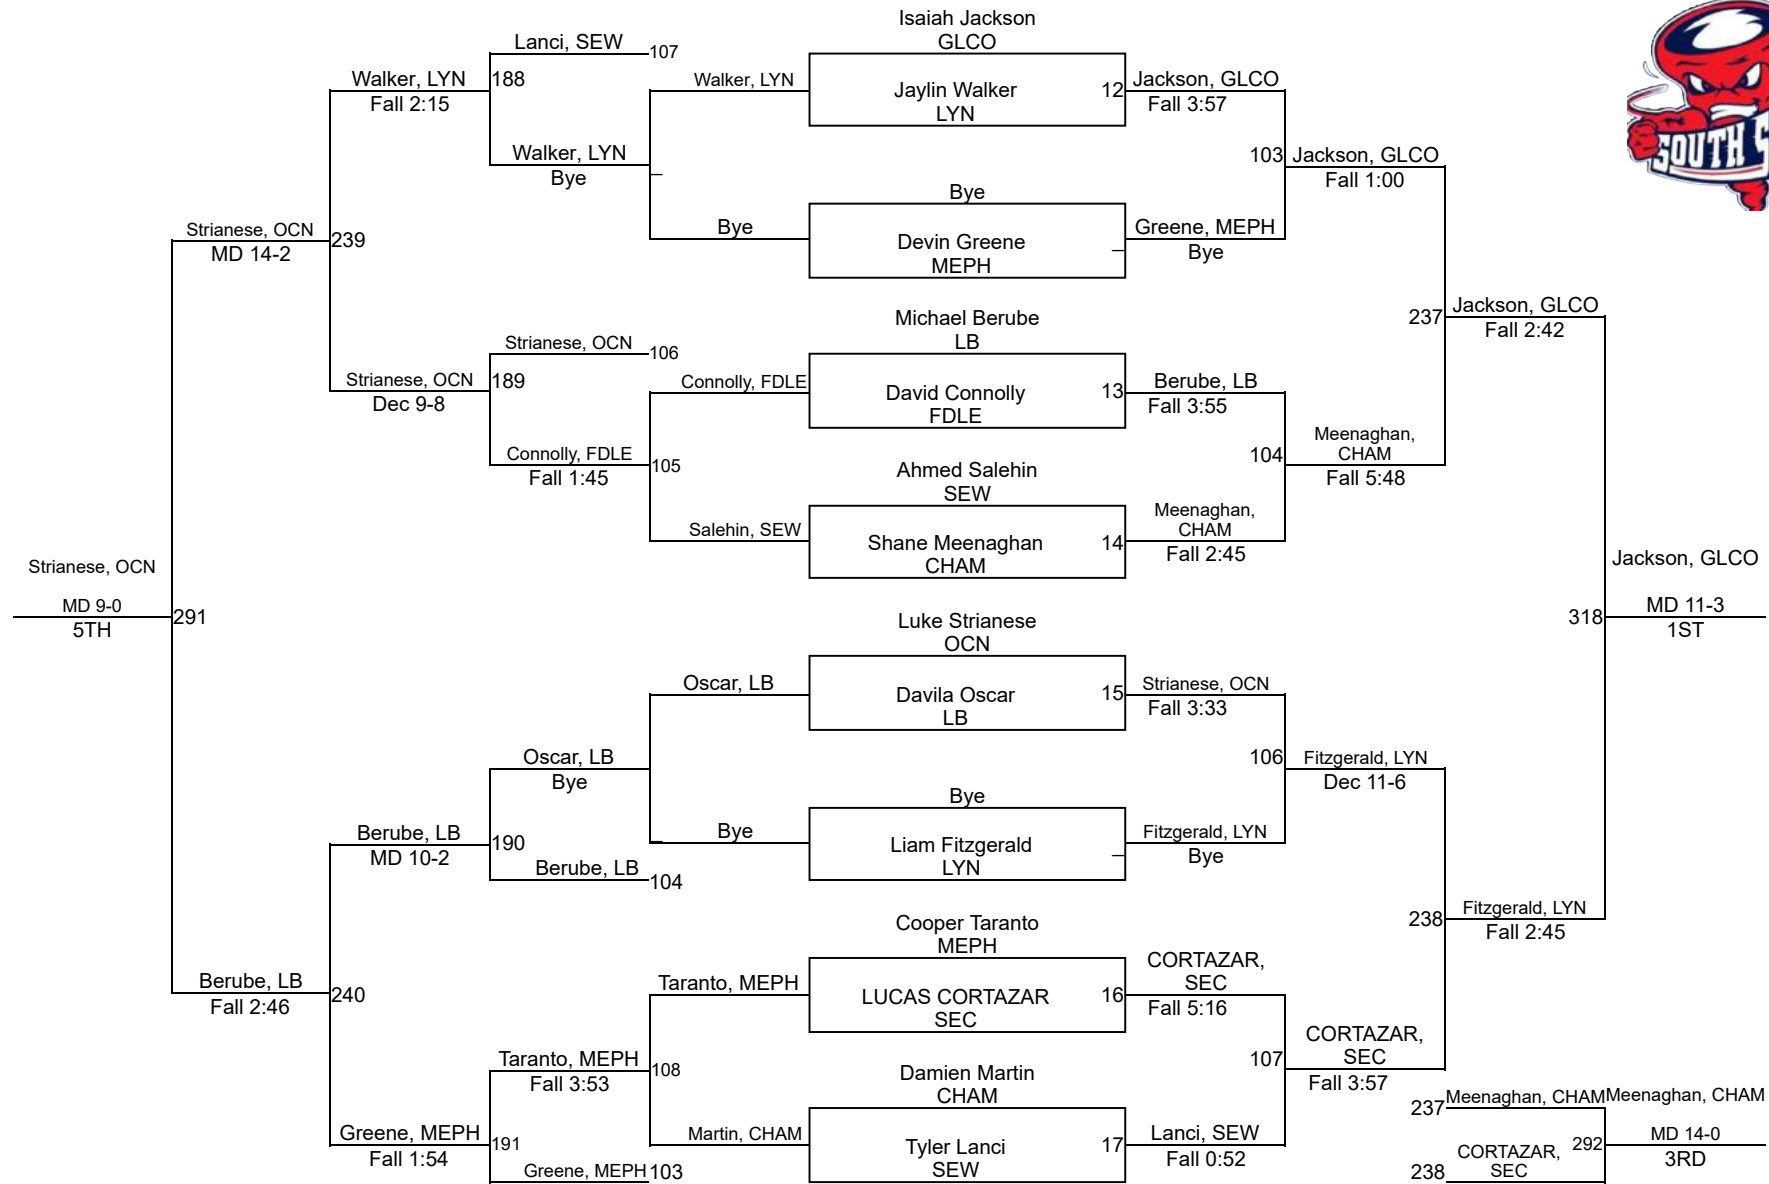 Isaiah Jackson
GLCO
Lanci, SEW 107
Walker, LYN 188
Fall 2:15
Walker, LYN
Jaylin Walker 12
LYN
Jackson, GLCO
Fall 3:57
Walker, LYN
Bye
_
103 Jackson, GLCO
Fall 1:00
SOUTH
Bye
Strianese, OCN 239
MD 14-2
Bye
Devin Greene _
MEPH
Greene, MEPH
Bye
Michael Berube
LB
237 Jackson, GLCO
Fall 2:42
Strianese, OCN 106
Strianese, OCN 189
Dec 9-8
Connolly, FDLE
David Connolly 13
FDLE
Berube, LB
Fall 3:55
Connolly, FDLE 105
Fall 1:45
Ahmed Salehin
SEW
104 Meenaghan,
CHAM
Fall 5:48
Salehin, SEW
Shane Meenaghan 14
CHAM
Meenaghan,
CHAM
Fall 2:45
Strianese, OCN
MD 9-0 291
5TH
Jackson, GLCO
318 MD 11-3
1ST
Luke Strianese
OCN
Oscar, LB
Davila Oscar 15
LB
Strianese, OCN
Fall 3:33
Oscar, LB
Bye
106 Fitzgerald, LYN
Dec 11-6
Bye
Berube, LB 190
MD 10-2
_
Bye
Liam Fitzgerald _
LYN
Fitzgerald, LYN
Bye
Berube, LB 104
Cooper Taranto
MEPH
238 Fitzgerald, LYN
Fall 2:45
Berube, LB 240
Fall 2:46
Taranto, MEPH
LUCAS CORTAZAR 16
SEC
CORTAZAR,
SEC
Fall 5:16
Taranto, MEPH 108
Fall 3:53
Damien Martin
CHAM
107 CORTAZAR,
SEC
Fall 3:57
Greene, MEPH 191
Fall 1:54
Martin, CHAM
Tyler Lanci 17
SEW
Lanci, SEW
Fall 0:52
Greene, MEPH 103
237 Meenaghan, CHAM
Meenaghan, CHAM
238 CORTAZAR,
SEC
292 MD 14-0
3RD